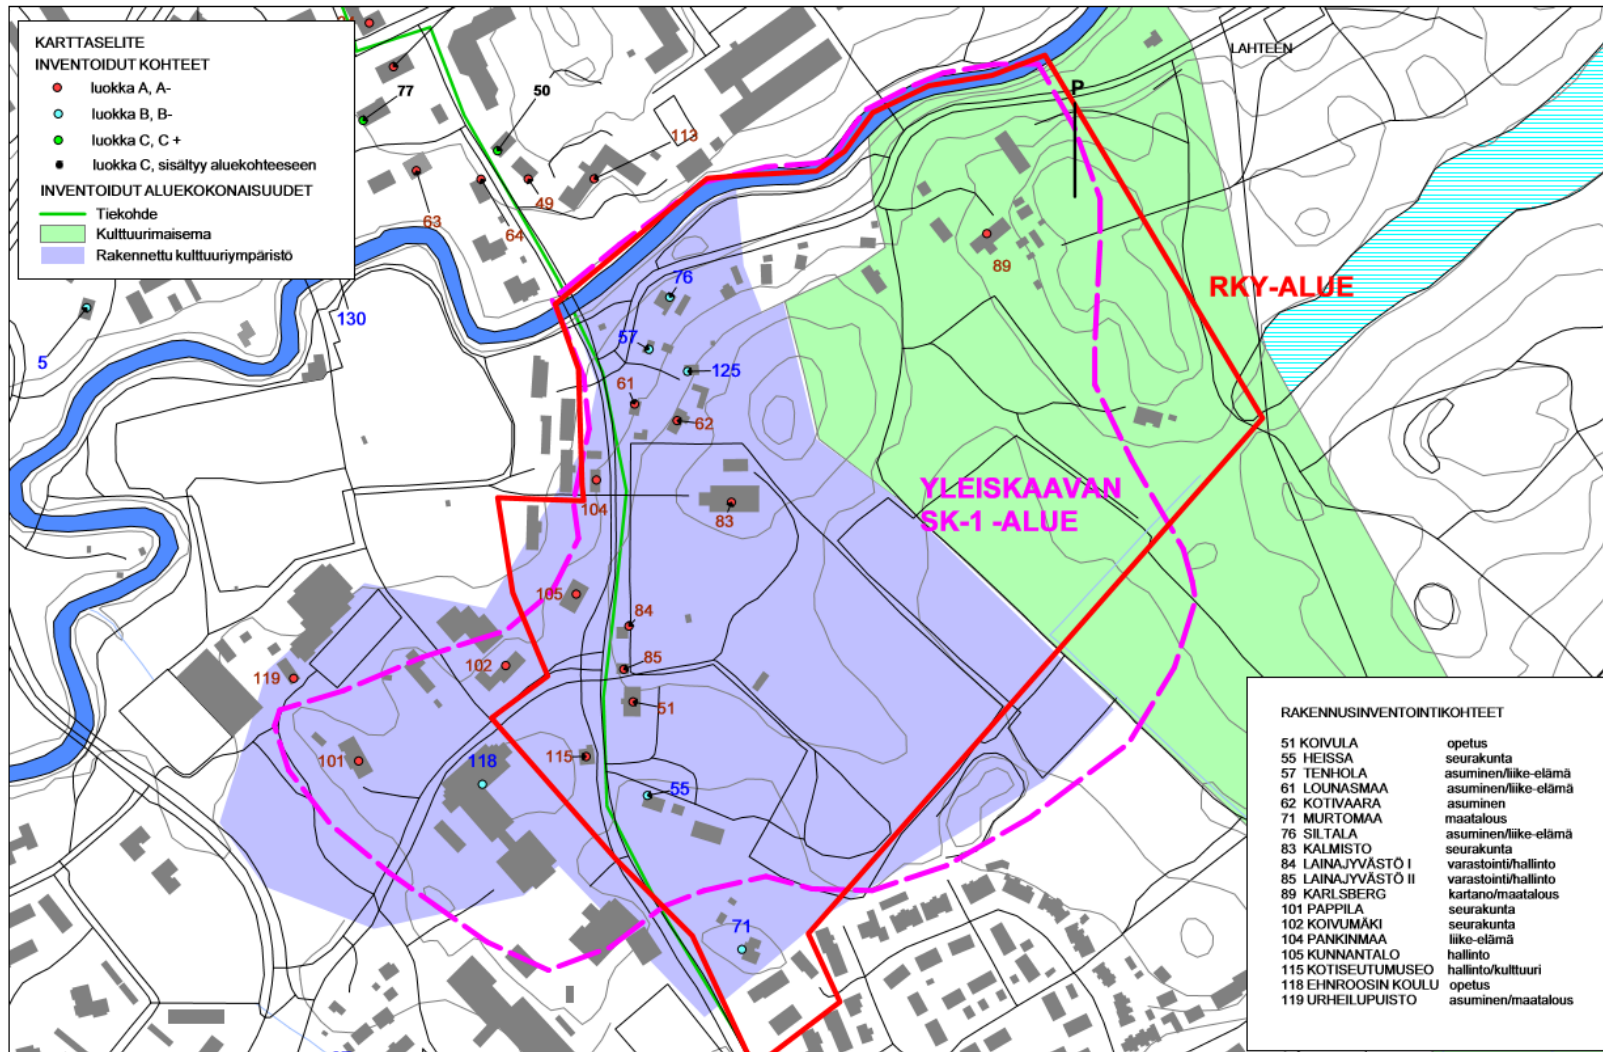 KARTTASELITE
INVENTOIDUT KOHTEET
luokka A, A-
luokka B, B-
luokka C, C +
luokka C, sisältyy aluekohteeseen
INVENTOIDUT ALUEKOKONAISUUDET
Tiekohde
Kulttuurimaisema
Rakennettu kulttuuriympäristö
77
50
113
LAHTEEN
P
63
64
49
89
76
RKY-ALUE
5
130
57
125
61
62
YLEISKAAVAN
SK-1 -ALUE
104
83
105
84
85
102
119
51
101
118
115
55
71
RAKENNUSINVENTOINTIKOHTEET
51 KOIVULA opetus
55 HEISSA seurakunta
57 TENHOLA asuminen/liike-elämä
61 LOUNASMAA asuminen/liike-elämä
62 KOTIVAARA asuminen
71 MURTOMAA maatalous
76 SILTALA asuminen/liike-elämä
83 KALMISTO seurakunta
84 LAINAJYVÄSTÖ I varastointi/hallinto
85 LAINAJYVÄSTÖ II varastointi/hallinto
89 KARLSBERG kartano/maatalous
101 PAPPILA seurakunta
102 KOIVUMÄKI seurakunta
104 PANKINMAA liike-elämä
105 KUNNANTALO hallinto
115 KOTISEUTUMUSEO hallinto/kulttuuri
118 EHNROOSIN KOULU opetus
119 URHEILUPUISTO asuminen/maatalous